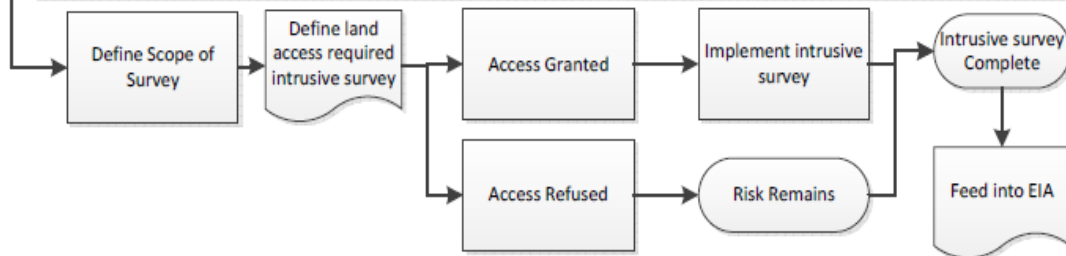 Define Scope of
Survey
Define land
access required
intrusive survey
Access Granted
Implement intrusive
survey
Intrusive survey
Complete
Access Refused
Risk Remains
Feed into EIA